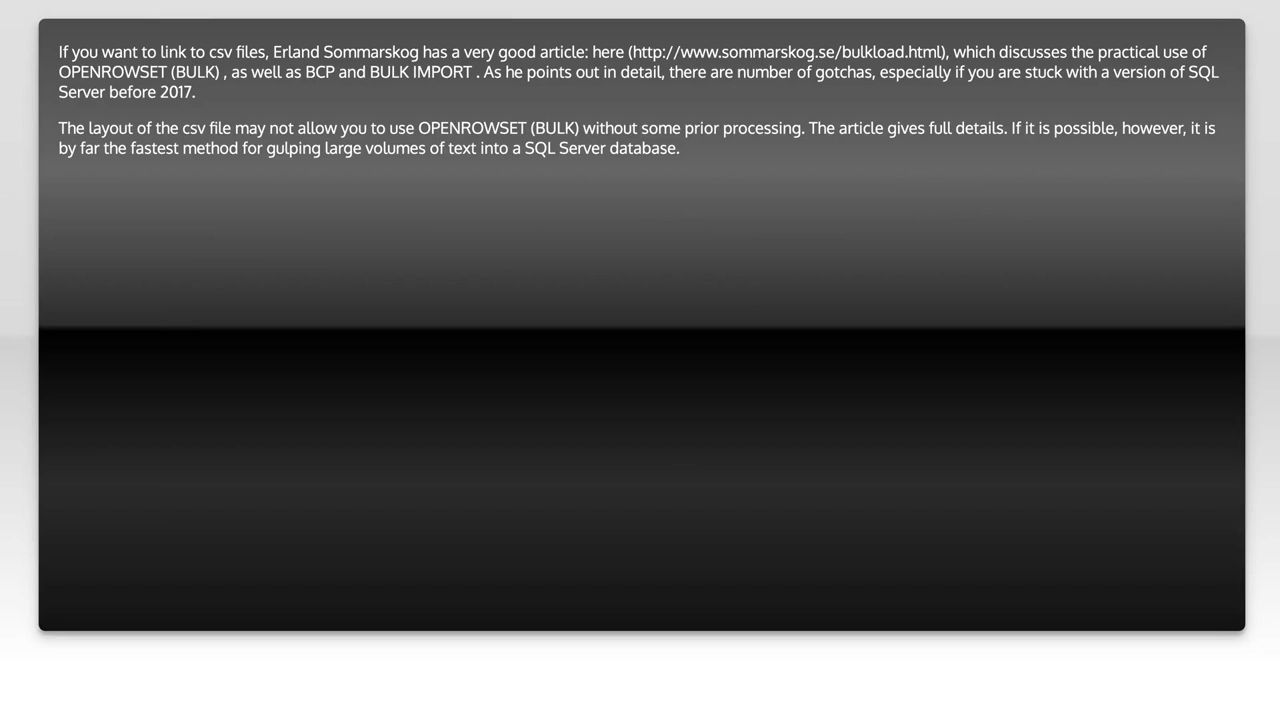 If you want to link to csv files, Erland Sommarskog has a very good article: here (http://www.sommarskog.se/bulkload.html), which discusses the practical use of
OPENROWSET (BULK) , as well as BCP and BULK IMPORT . As he points out in detail, there are number of gotchas, especially if you are stuck with a version of SQL
Server before 2017.
The layout of the csv file may not allow you to use OPENROWSET (BULK) without some prior processing. The article gives full details. If it is possible, however, it is
by far the fastest method for gulping large volumes of text into a SQL Server database.